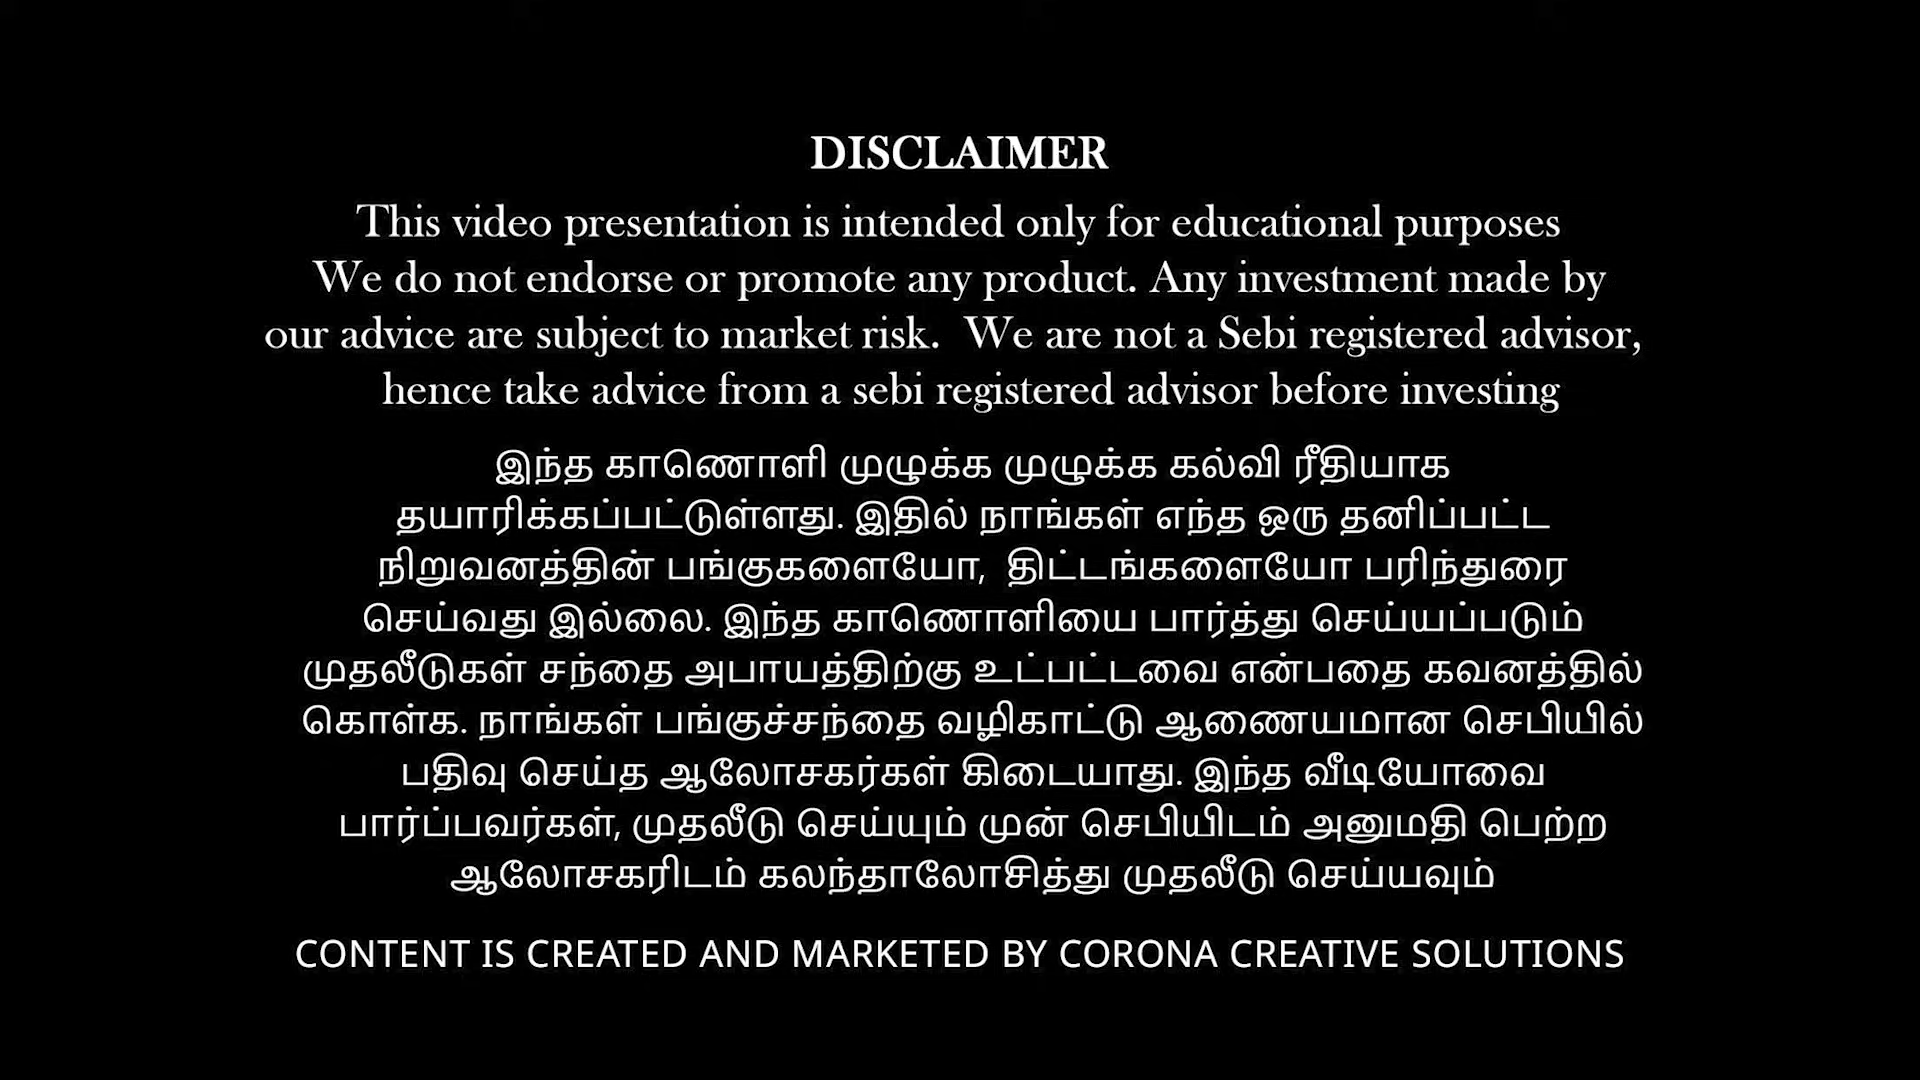 DISCLAIMER
This video presentation is intended only for educational purposes
We do not endorse or promote any product. Any investment made by
our advice are subject to market risk.  We are not a Sebi registered advisor,
hence take advice from a sebi registered advisor before investing
இந்த காணொளி முழுக்க முழுக்க கல்வி ரீதியாக
தயாரிக்கப்பட்டுள்ளது. இதில் நாங்கள் எந்த ஒரு தனிப்பட்ட
நிறுவனத்தின் பங்குகளையோ,  திட்டங்களையோ பரிந்துரை
செய்வது இல்லை. இந்த காணொளியை பார்த்து செய்யப்படும்
முதலீடுகள் சந்தை அபாயத்திற்கு உட்பட்டவை என்பதை கவனத்தில்
கொள்க. நாங்கள் பங்குச்சந்தை வழிகாட்டு ஆணையமான செபியில்
பதிவு செய்த ஆலோசகர்கள் கிடையாது. இந்த வீடியோவை
பார்ப்பவர்கள், முதலீடு செய்யும் முன் செபியிடம் அனுமதி பெற்ற
ஆலோசகரிடம் கலந்தாலோசித்து முதலீடு செய்யவும்
CONTENT IS CREATED AND MARKETED BY CORONA CREATIVE SOLUTIONS